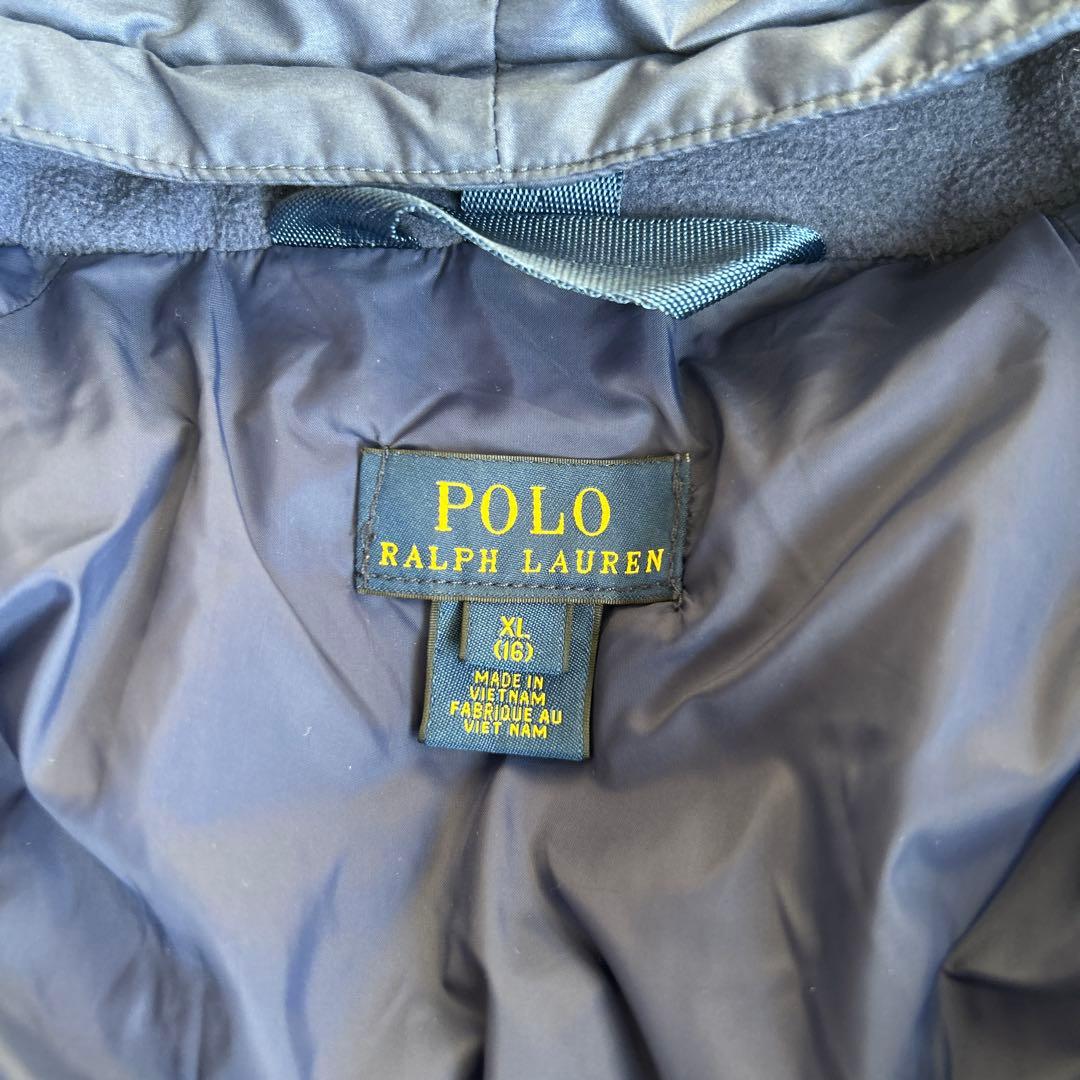 POLO
RALPH LAUREN
XL
(16)
MADE IN
VIETNAM
FABRIQUE AU
VIET NAM